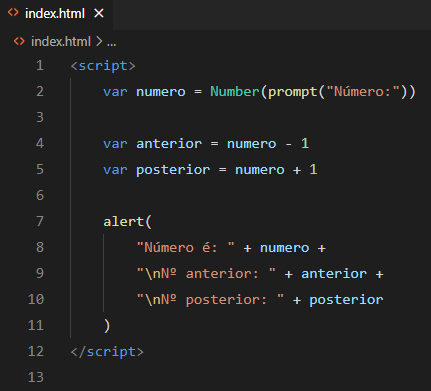 index.html ×
index.html > ...
1 <script>
2 var numero = Number(prompt("Número:"))
3
4 var anterior = numero - 1
5 var posterior = numero + 1
6
7 alert(
8 "Número é: " + numero +
9 "\nNº anterior: " + anterior +
10 "\nNº posterior: " + posterior
11 )
12 </script>
13